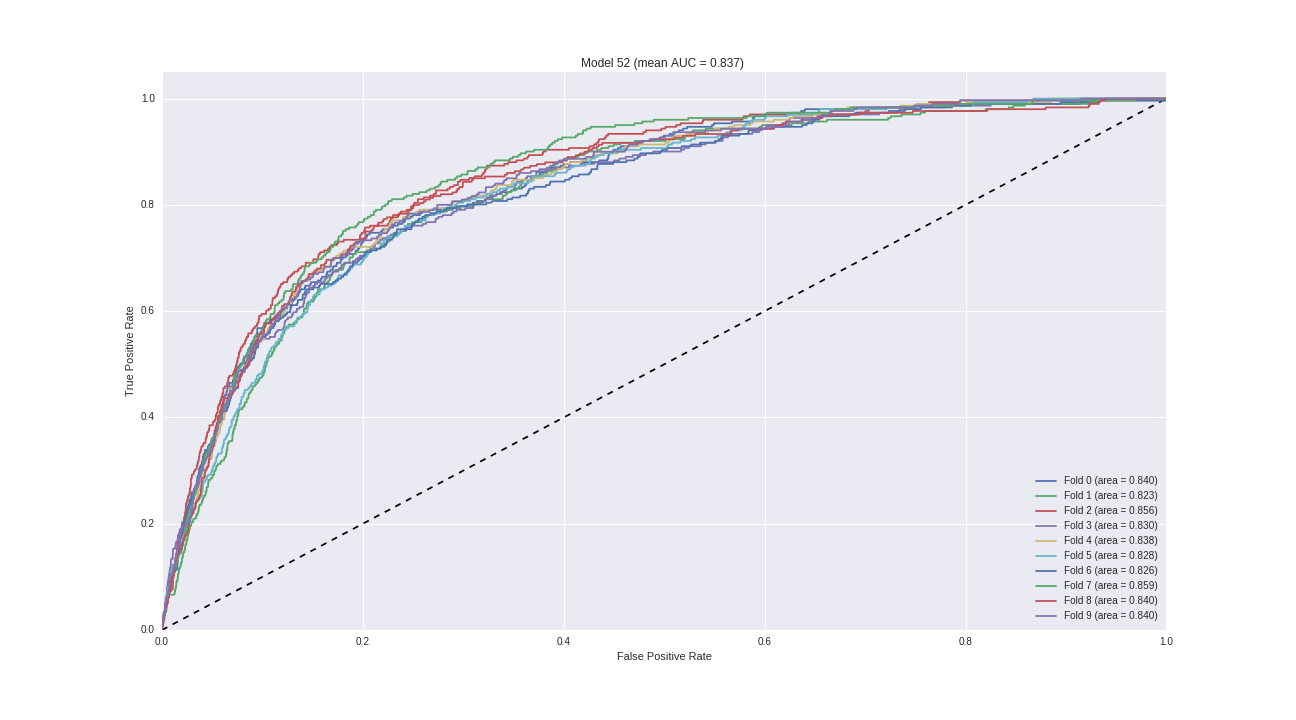 Model 52 (mean AUC = 0.837)
True Positive Rate
1.0
0.8
0.6
0.4
0.2
0.0
Fold 0 (area = 0.840)
Fold 1 (area = 0.823)
Fold 2 (area = 0.856)
Fold 3 (area = 0.830)
Fold 4 (area = 0.838)
Fold 5 (area = 0.828)
Fold 6 (area = 0.826)
Fold 7 (area = 0.859)
Fold 8 (area = 0.840)
Fold 9 (area = 0.840)
0.0 0.2 0.4 0.6 0.8 1.0
False Positive Rate